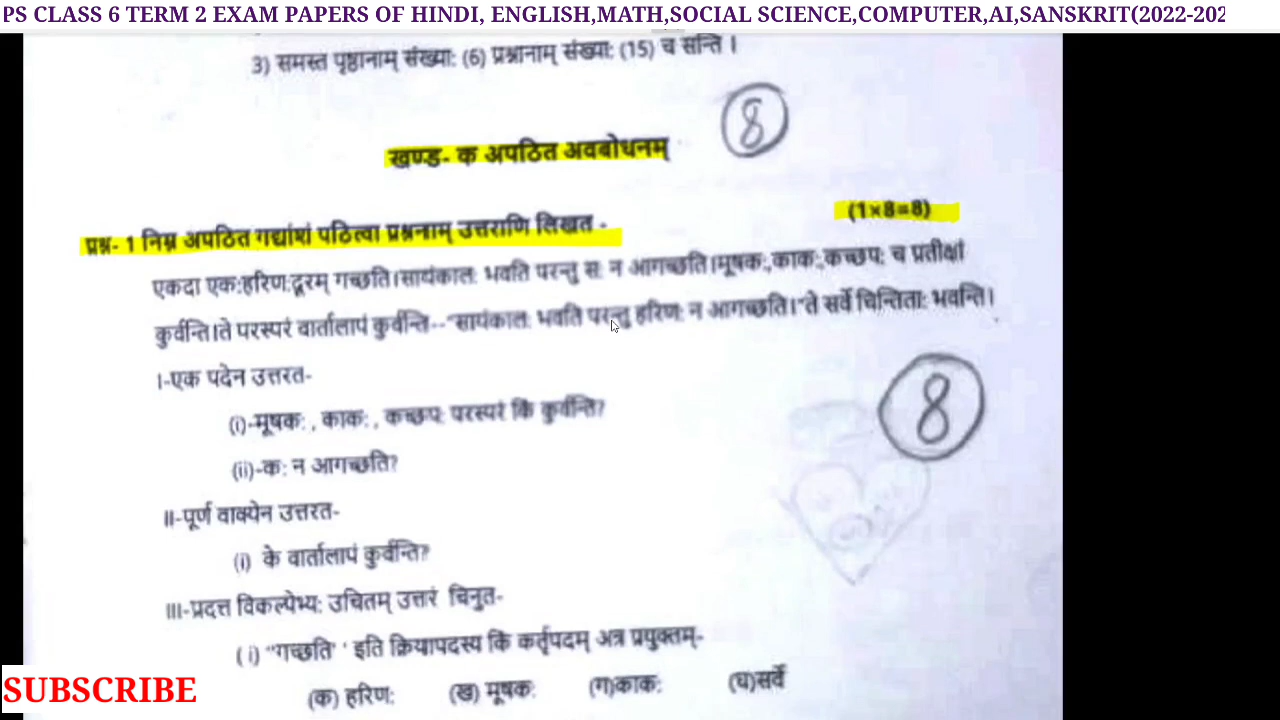 PS CLASS 6 TERM 2 EXAM PAPERS OF HINDI, ENGLISH,MATH,SOCIAL SCIENCE,COMPUTER,AI,SANSKRIT(2022-202
3) समस्त पृष्ठानाम् संख्या: (6) प्रश्नानाम् संख्या: (15) च सन्ति ।
8
खण्ड- क अपठित अवबोधनम्
(1×8=8)
प्रश्न- 1 निम्न अपठित गद्यांशं पठित्वा प्रश्ननाम् उत्तराणि लिखत -
एकदा एक:हरिण:दूरम् गच्छति।सायंकाल: भवति परन्तु स: न आगच्छति।मूषक:,काक:,कच्छप: च प्रतीक्षां
कुर्वन्ति।ते परस्परं वार्तालापं कुर्वन्ति--"सायंकाल: भवति परन्तु हरिण: न आगच्छति।"ते सर्वे चिन्तिता: भवन्ति।
I-एक पदेन उत्तरत-
(i)-मूषक: , काक: , कच्छप: परस्परं किं कुर्वन्ति?
8
(ii)-क: न आगच्छति?
II-पूर्ण वाक्येन उत्तरत-
(i) के वार्तालापं कुर्वन्ति?
III-प्रदत्त विकल्पेभ्य: उचितम् उत्तरं चिनुत-
( i) "गच्छति ' ' इति क्रियापदस्य किं कर्तृपदम् अत्र प्रयुक्तम्-
(क) हरिण: (ख) मूषक: (ग)काक: (घ)सर्वे
SUBSCRIBE